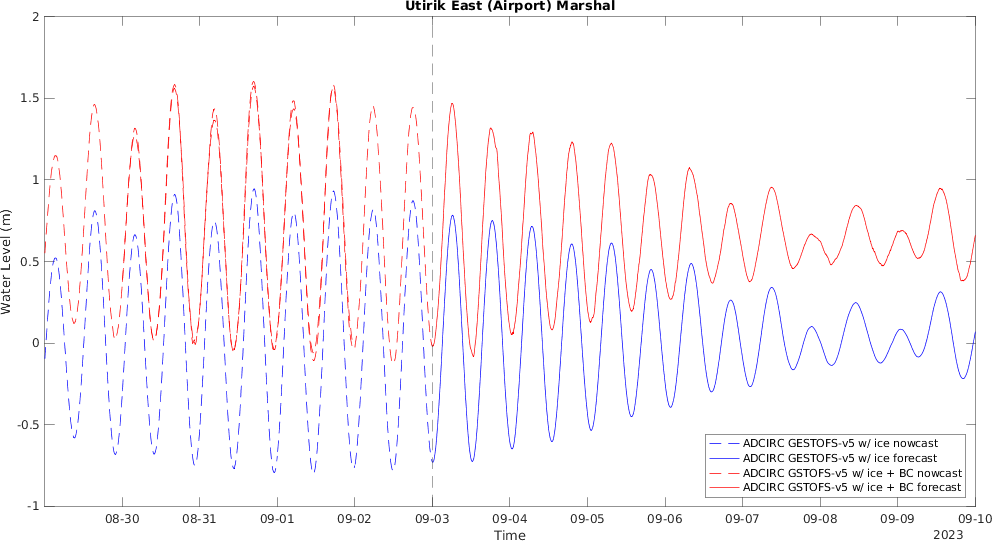 Utirik East (Airport) Marshal
Water Level (m)
2
1.5
1
0.5
0
-0.5
-1
ADCIRC GESTOFS-v5 w/ ice nowcast
ADCIRC GESTOFS-v5 w/ ice forecast
ADCIRC GSTOFS-v5 w/ ice + BC nowcast
ADCIRC GSTOFS-v5 w/ ice + BC forecast
08-30 08-31 09-01 09-02 09-03 09-04 09-05 09-06 09-07 09-08 09-09 09-10
Time
2023